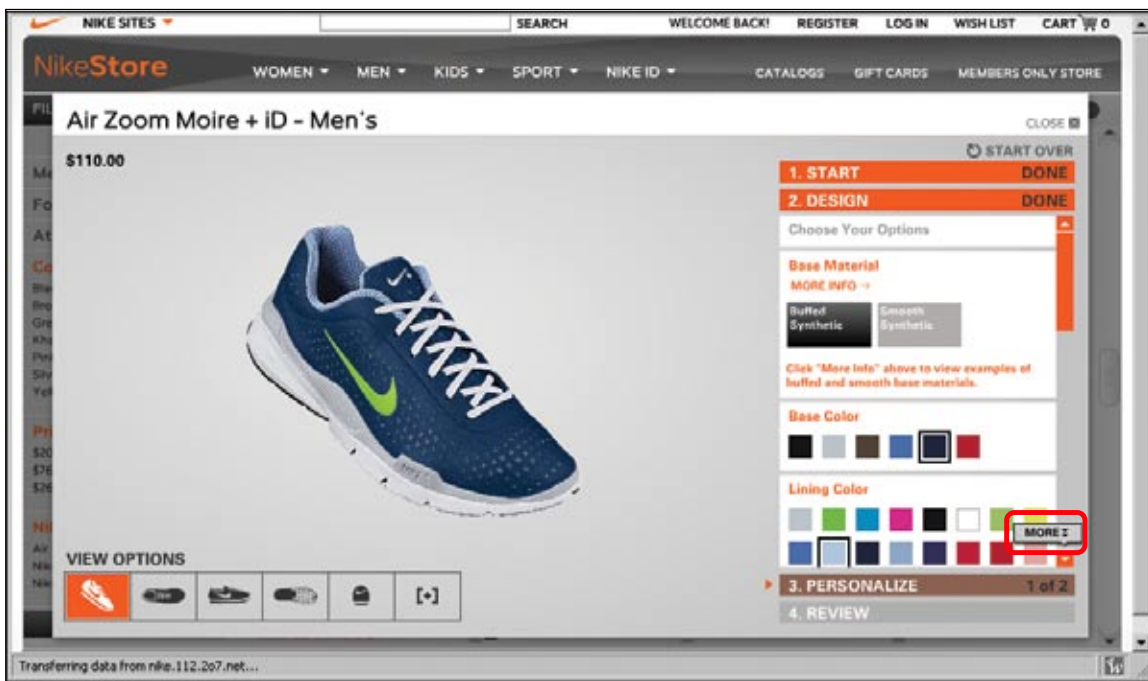 NIKE SITES
SEARCH
WELCOME BACK!
REGISTER
LOG IN
WISH LIST
CART 0
NikeStore
WOMEN
MEN
KIDS
SPORT
NIKE ID
CATALOGS
GIFT CARDS
MEMBERS ONLY STORE
Air Zoom Moire + iD - Men's
CLOSE
$110.00
START OVER
1. START DONE
2. DESIGN DONE
Choose Your Options
Base Material
MORE INFO
Buffed
Synthetic
Smooth
Synthetic
Click "More Info" above to view examples of
buffed and smooth base materials.
Base Color
Lining Color
MORE
VIEW OPTIONS
[+]
3. PERSONALIZE 1 of 2
4. REVIEW
Transferring data from nike.112.2o7.net...